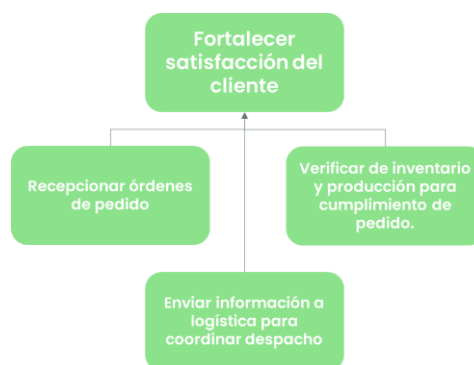 Fortalecer
satisfacción del
cliente
Recepcionar órdenes
de pedido
Verificar de inventario
y producción para
cumplimiento de
pedido.
Enviar información a
logística para
coordinar despacho